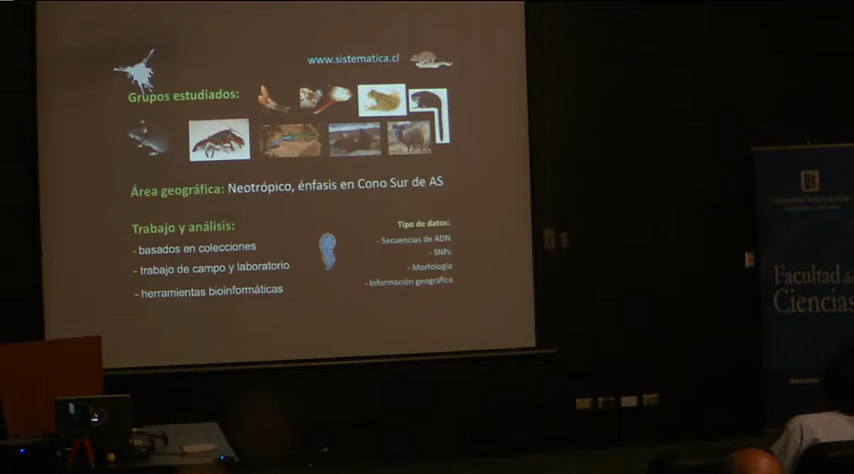 www.sistematica.cl
Grupos estudiados:
Área geográfica: Neotrópico, énfasis en Cono Sur de AS
Trabajo y análisis:
- basados en colecciones
- trabajo de campo y laboratorio
- herramientas bioinformáticas
Tipo de datos:
- Secuencias de ADN
- SNPs
- Morfología
- Información geográfica
Facultad de
Ciencias